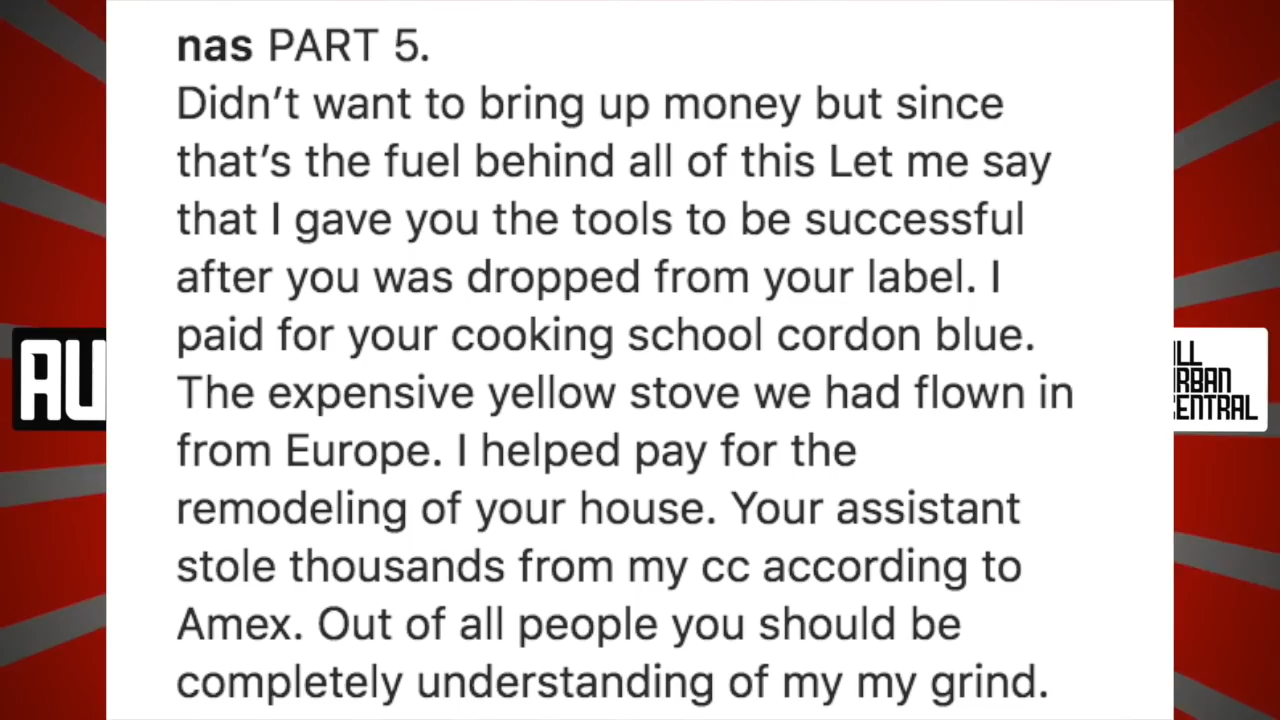 nas PART 5.
Didn’t want to bring up money but since
that’s the fuel behind all of this Let me say
that I gave you the tools to be successful
after you was dropped from your label. I
paid for your cooking school cordon blue.
The expensive yellow stove we had flown in
from Europe. I helped pay for the
remodeling of your house. Your assistant
stole thousands from my cc according to
Amex. Out of all people you should be
completely understanding of my my grind.
AU
LL
RBAN
ENTRAL